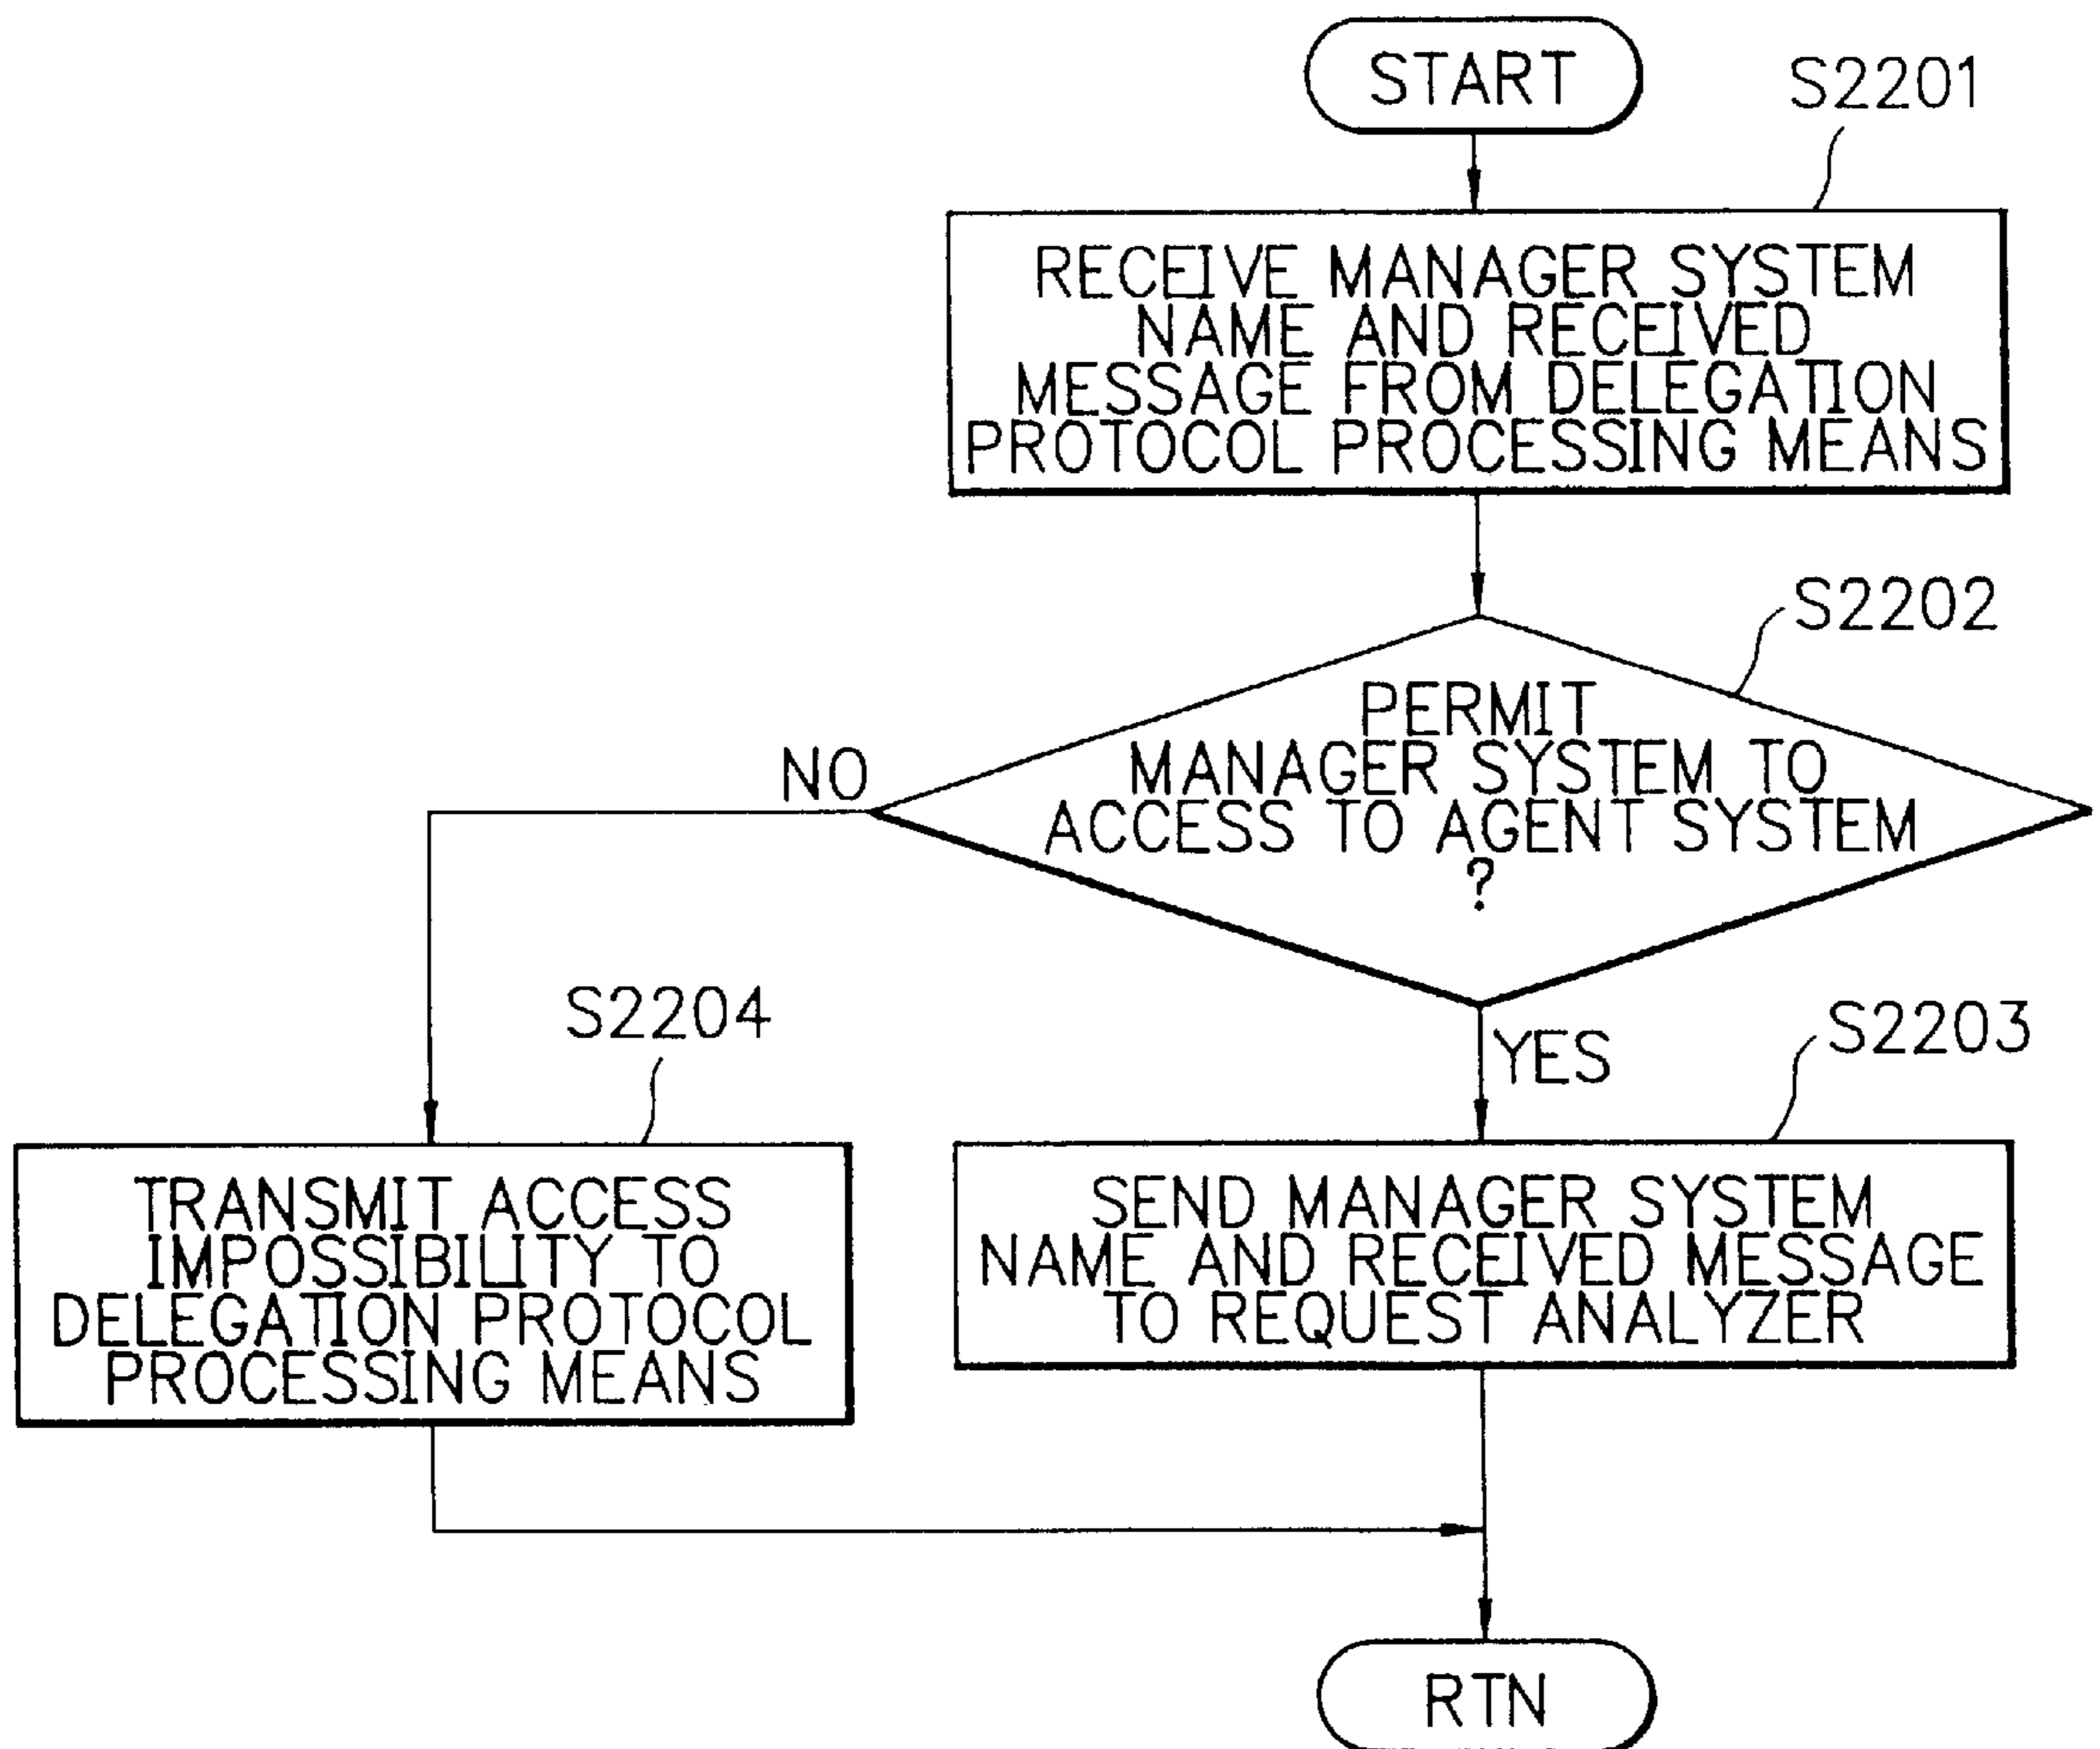 START
S2201
RECEIVE MANAGER SYSTEM
NAME AND RECEIVED
MESSAGE FROM DELEGATION
PROTOCOL PROCESSING MEANS
S2202
PERMIT
MANAGER SYSTEM TO
ACCESS TO AGENT SYSTEM
?
NO
YES
S2204
TRANSMIT ACCESS
IMPOSSIBILITY TO
DELEGATION PROTOCOL
PROCESSING MEANS
S2203
SEND MANAGER SYSTEM
NAME AND RECEIVED MESSAGE
TO REQUEST ANALYZER
RTN